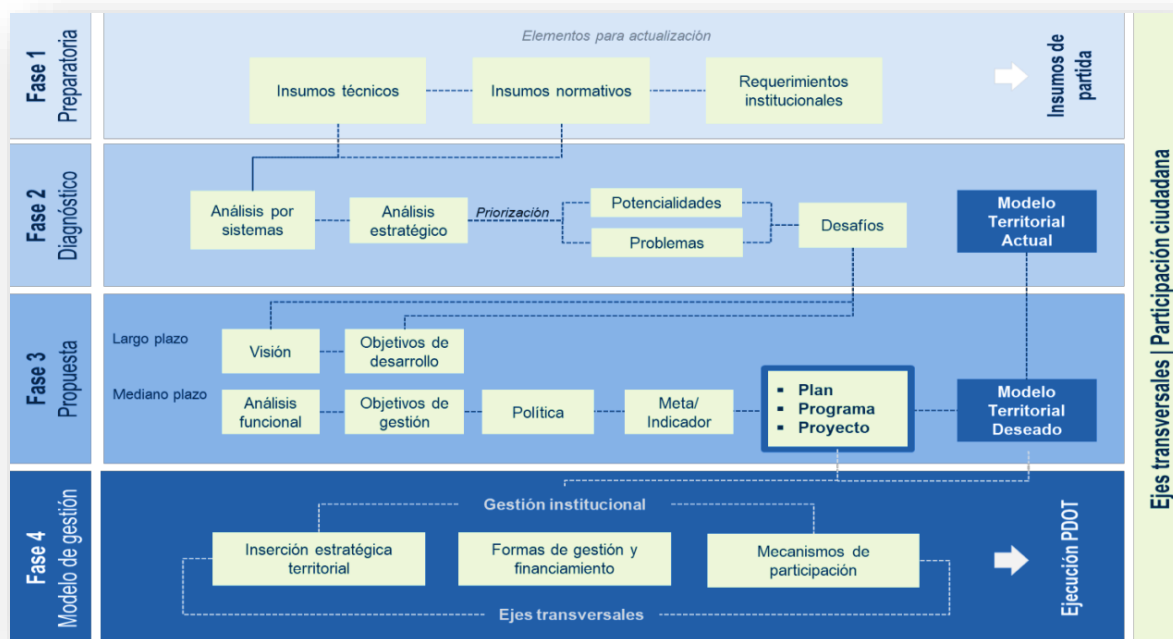 Fase 1
Preparatoria
Elementos para actualización
Insumos técnicos
Insumos normativos
Requerimientos
institucionales
Insumos de
partida
Fase 2
Diagnóstico
Análisis por
sistemas
Análisis
estratégico
Priorización
Potencialidades
Problemas
Desafíos
Modelo
Territorial
Actual
Fase 3
Propuesta
Largo plazo
Visión
Objetivos de
desarrollo
Mediano plazo
Análisis
funcional
Objetivos de
gestión
Política
Meta/
Indicador
▪ Plan
▪ Programa
▪ Proyecto
Modelo
Territorial
Deseado
Fase 4
Modelo de gestión
Gestión institucional
Inserción estratégica
territorial
Formas de gestión y
financiamiento
Mecanismos de
participación
Ejes transversales
Ejecución PDOT
Ejes transversales | Participación ciudadana